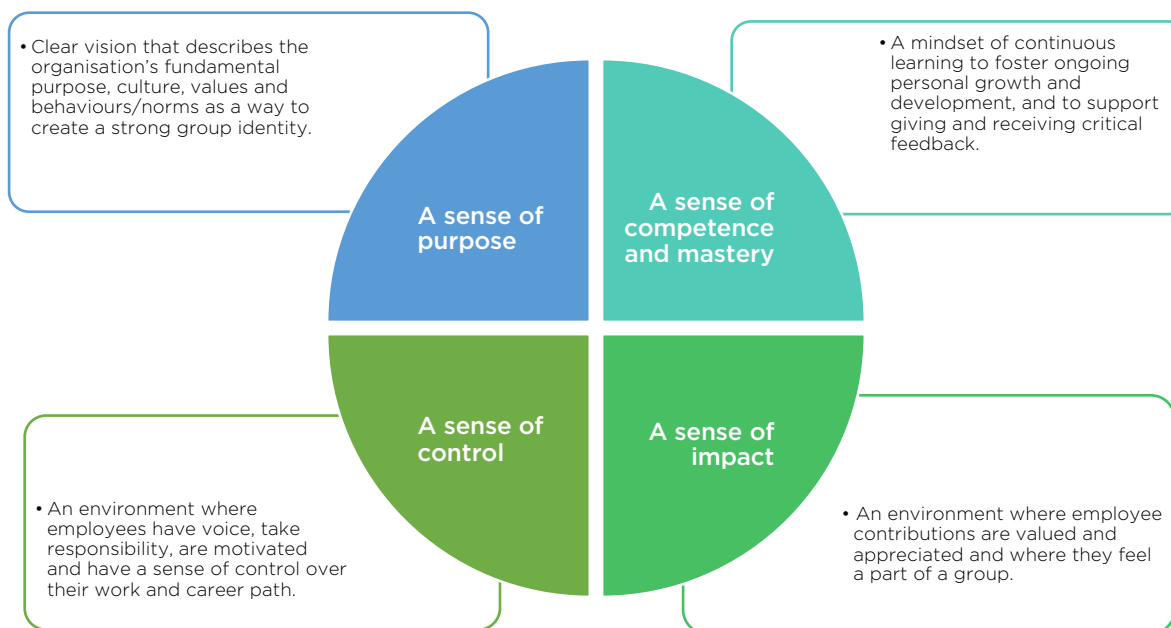 • Clear vision that describes the
organisation’s fundamental
purpose, culture, values and
behaviours/norms as a way to
create a strong group identity.
• A mindset of continuous
learning to foster ongoing
personal growth and
development, and to support
giving and receiving critical
feedback.
A sense of
purpose
A sense of
competence
and mastery
A sense of
control
A sense of
impact
• An environment where
employees have voice, take
responsibility, are motivated
and have a sense of control over
their work and career path.
• An environment where employee
contributions are valued and
appreciated and where they feel
a part of a group.